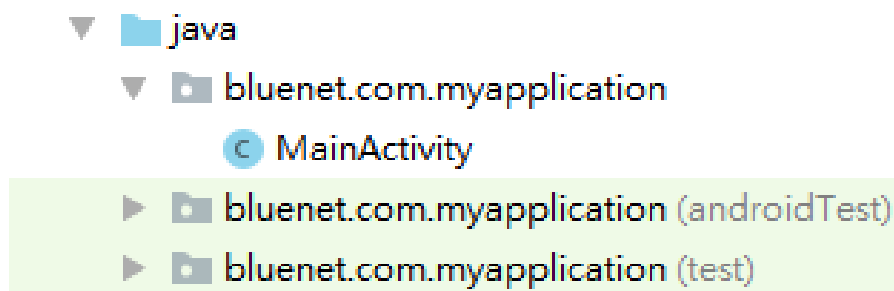 java
bluenet.com.myapplication
C MainActivity
bluenet.com.myapplication (androidTest)
bluenet.com.myapplication (test)